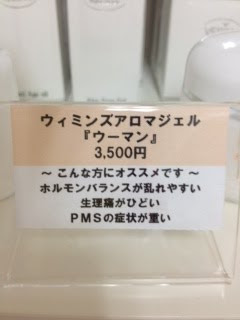 ウィミンズアロマジェル
『ウーマン』
3,500円
～ こんな方にオススメです ～
ホルモンバランスが乱れやすい
生理痛がひどい
ＰＭＳの症状が重い